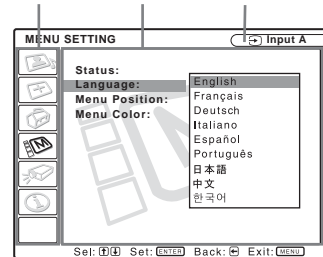 MENU SETTING Input A
Status:
Language:
Menu Position:
Menu Color:
English
Français
Deutsch
Italiano
Español
Português
日本語
中文
한국어
Sel: Set: ENTER Back: Exit: MENU